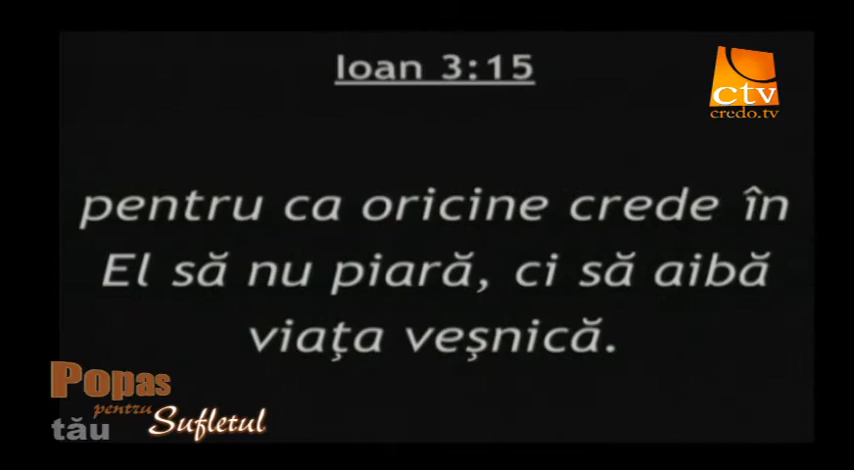 Ioan 3:15
ctv
credo.tv
pentru ca oricine crede în
El să nu piară, ci să aibă
viaţa veşnică.
Popas
pentru
Sufletul
tău